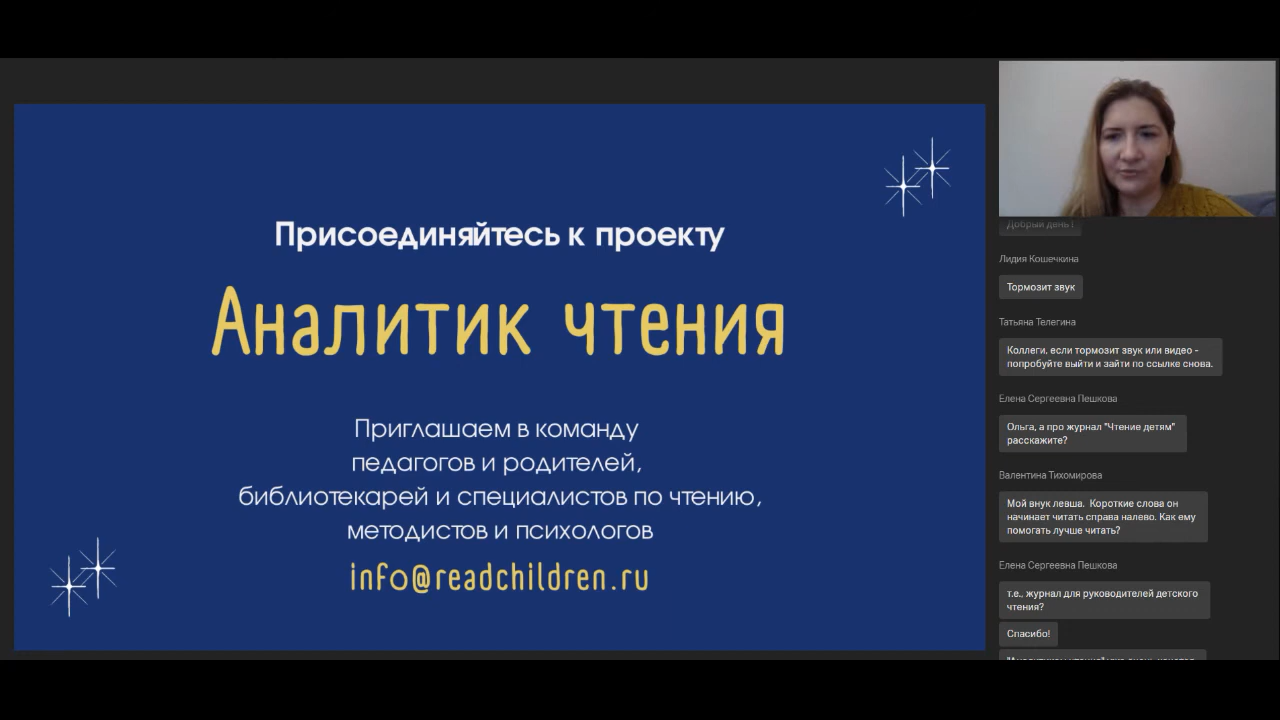 Присоединяйтесь к проекту
Аналитик чтения
Приглашаем в команду
педагогов и родителей,
библиотекарей и специалистов по чтению,
методистов и психологов
info@readchildren.ru
Добрый день !
Лидия Кошечкина
Тормозит звук
Татьяна Телегина
Коллеги, если тормозит звук или видео -
попробуйте выйти и зайти по ссылке снова.
Елена Сергеевна Пешкова
Ольга, а про журнал "Чтение детям"
расскажите?
Валентина Тихомирова
Мой внук левша. Короткие слова он
начинает читать справа налево. Как ему
помогать лучше читать?
Елена Сергеевна Пешкова
т.е., журнал для руководителей детского
чтения?
Спасибо!